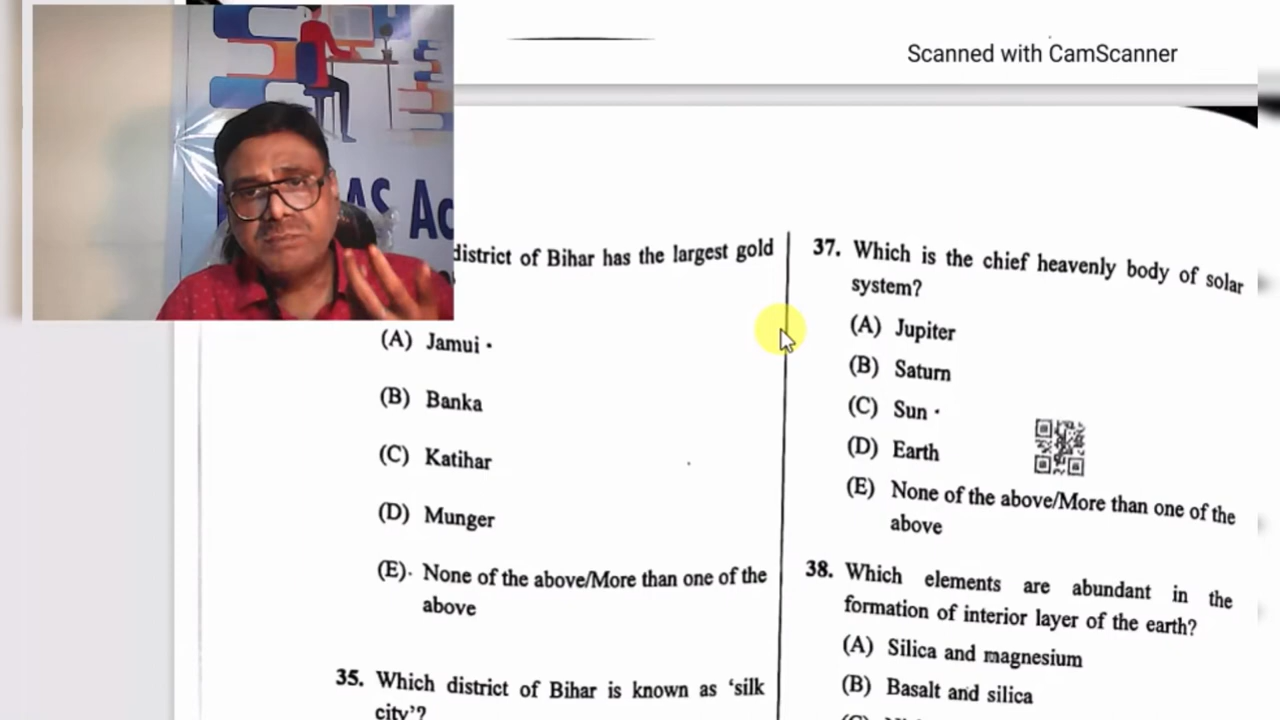 Scanned with CamScanner
AS Ac
district of Bihar has the largest gold
(A) Jamui
(B) Banka
(C) Katihar
(D) Munger
(E). None of the above/More than one of the
above
35. Which district of Bihar is known as ‘silk
city’?
37. Which is the chief heavenly body of solar
system?
(A) Jupiter
(B) Saturn
(C) Sun
(D) Earth
(E) None of the above/More than one of the
above
38. Which elements are abundant in the
formation of interior layer of the earth?
(A) Silica and magnesium
(B) Basalt and silica